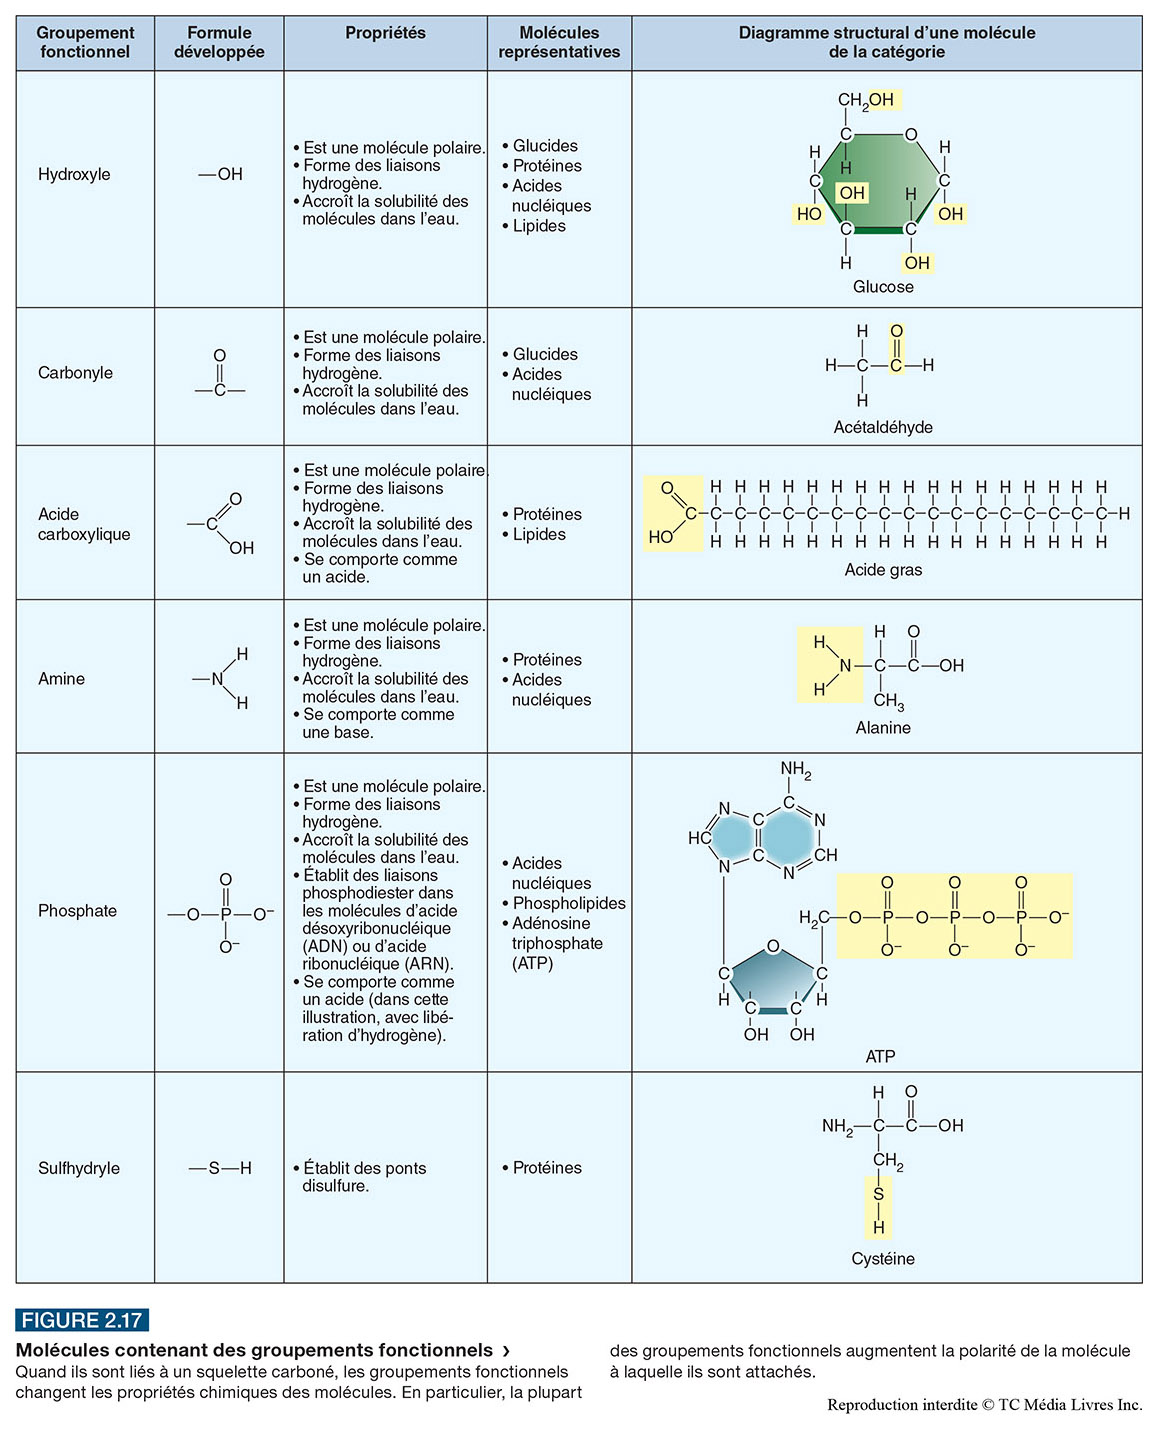 Groupement
fonctionnel
Formule
développée
Propriétés
Molécules
représentatives
Diagramme structural d’une molécule
de la catégorie
Hydroxyle
—OH
• Est une molécule polaire.
• Forme des liaisons
hydrogène.
• Accroît la solubilité des
molécules dans l’eau.
• Glucides
• Protéines
• Acides
nucléiques
• Lipides
CH2OH
C O
H H
H
C C
OH H
HO OH
C C
H OH
Glucose
Carbonyle
O
—C—
• Est une molécule polaire.
• Forme des liaisons
hydrogène.
• Accroît la solubilité des
molécules dans l’eau.
• Glucides
• Acides
nucléiques
H O
H—C—C—H
H
Acétaldéhyde
Acide
carboxylique
O
—C
OH
• Est une molécule polaire.
• Forme des liaisons
hydrogène.
• Accroît la solubilité des
molécules dans l’eau.
• Se comporte comme
un acide.
• Protéines
• Lipides
O H H H H H H H H H H H H H H H H H
C—C—C—C—C—C—C—C—C—C—C—C—C—C—C—C—C—C—H
HO H H H H H H H H H H H H H H H H H
Acide gras
Amine
H
—N
H
• Est une molécule polaire.
• Forme des liaisons
hydrogène.
• Accroît la solubilité des
molécules dans l’eau.
• Se comporte comme
une base.
• Protéines
• Acides
nucléiques
H H O
N—C—C—OH
H CH3
Alanine
Phosphate
O
—O—P—O–
O–
• Est une molécule polaire.
• Forme des liaisons
hydrogène.
• Accroît la solubilité des
molécules dans l’eau.
• Établit des liaisons
phosphodiester dans
les molécules d’acide
désoxyribonucléique
(ADN) ou d’acide
ribonucléique (ARN).
• Se comporte comme
un acide (dans cette
illustration, avec libé-
ration d’hydrogène).
• Acides
nucléiques
• Phospholipides
• Adénosine
triphosphate
(ATP)
NH2
N C
C N
HC
C CH
N N
O O O
H2C—O—P—O—P—O—P—O–
O– O– O–
O
C C
H H
C C
OH OH
ATP
Sulfhydryle
—S—H
• Établit des ponts
disulfure.
• Protéines
H O
NH2—C—C—OH
CH2
S
H
Cystéine
FIGURE 2.17
Molécules contenant des groupements fonctionnels ›
Quand ils sont liés à un squelette carboné, les groupements fonctionnels
changent les propriétés chimiques des molécules. En particulier, la plupart
des groupements fonctionnels augmentent la polarité de la molécule
à laquelle ils sont attachés.
Reproduction interdite © TC Média Livres Inc.